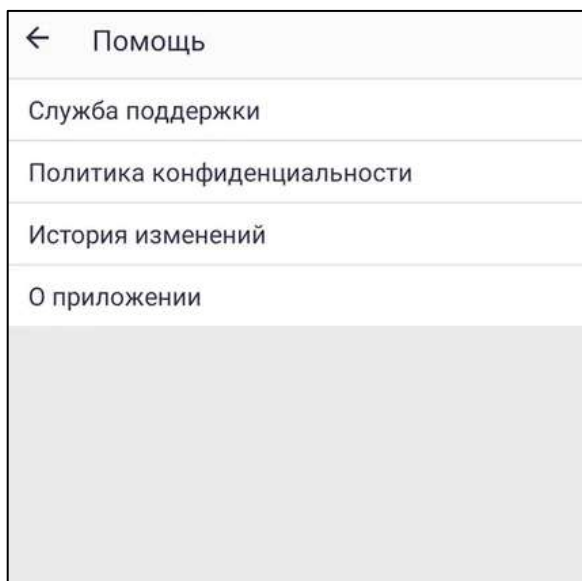 Помощь
Служба поддержки
Политика конфиденциальности
История изменений
О приложении